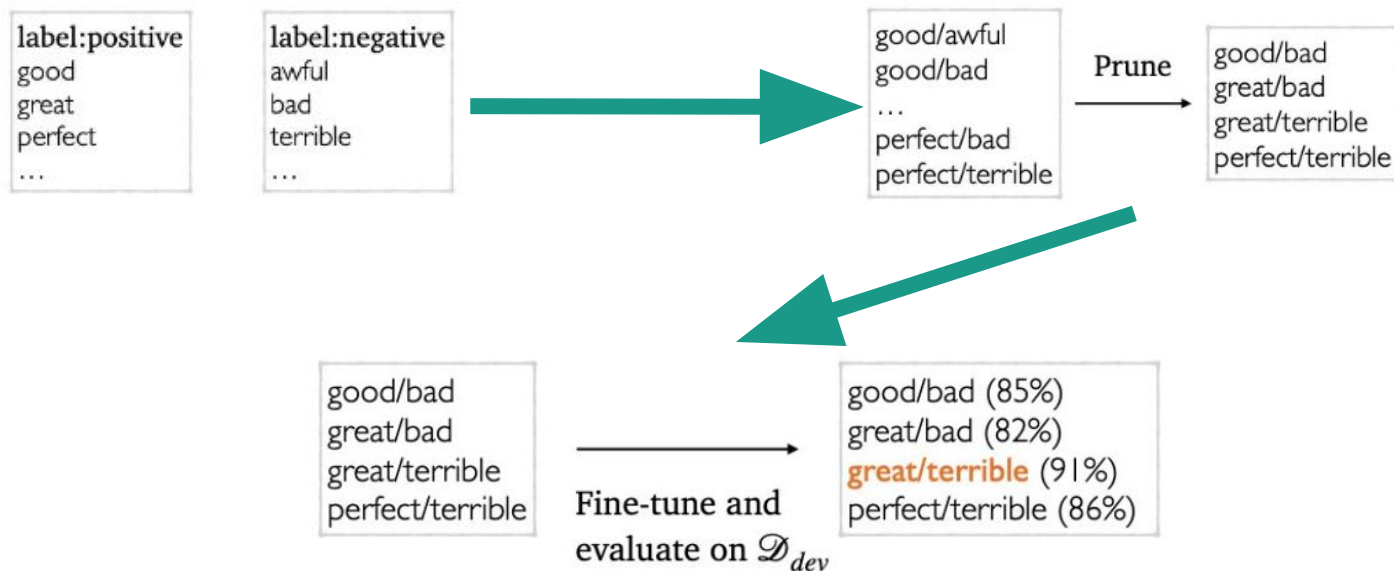 label:positive
good
great
perfect
...
label:negative
awful
bad
terrible
...
good/awful
good/bad
...
perfect/bad
perfect/terrible
Prune
good/bad
great/bad
great/terrible
perfect/terrible
good/bad
great/bad
great/terrible
perfect/terrible
Fine-tune and
evaluate on 𝒟dev
good/bad (85%)
great/bad (82%)
great/terrible (91%)
perfect/terrible (86%)